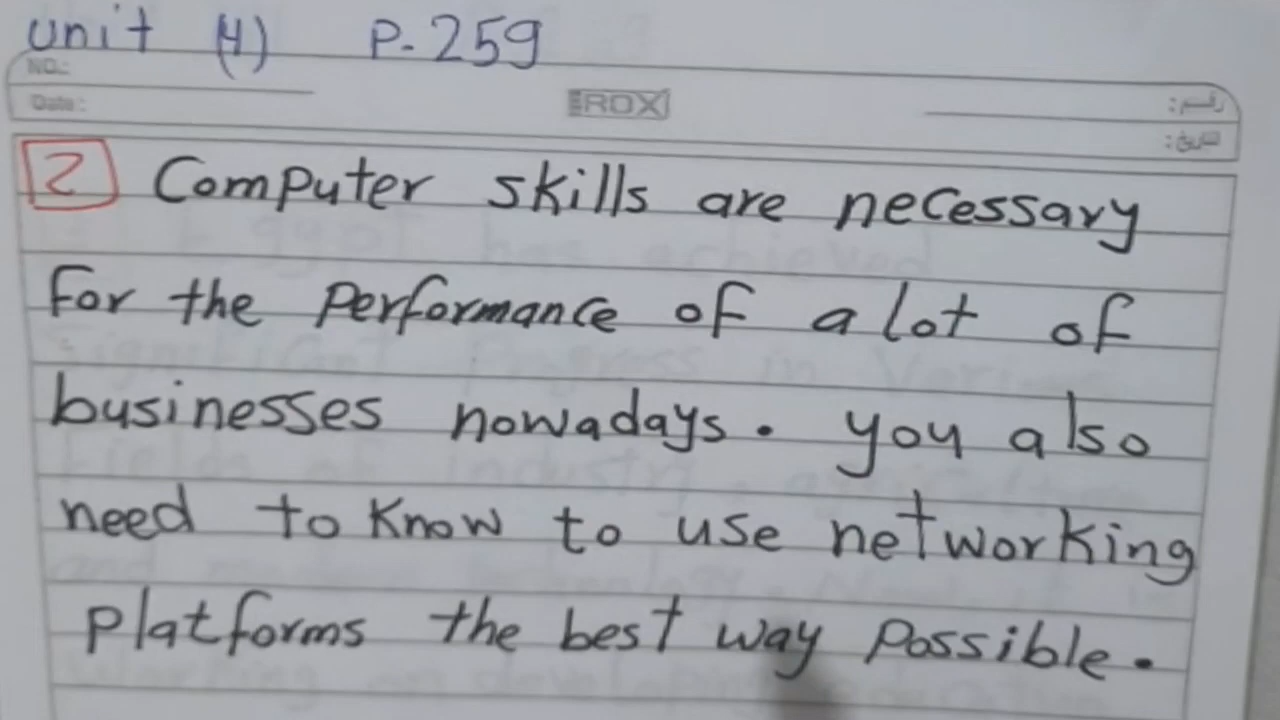 unit (4) P-259
NO.:
رقم:
Date:
ROX
تاريخ:
2 Computer skills are necessary
for the performance of a lot of
businesses nowadays. you also
need to know to use networking
platforms the best way possible.